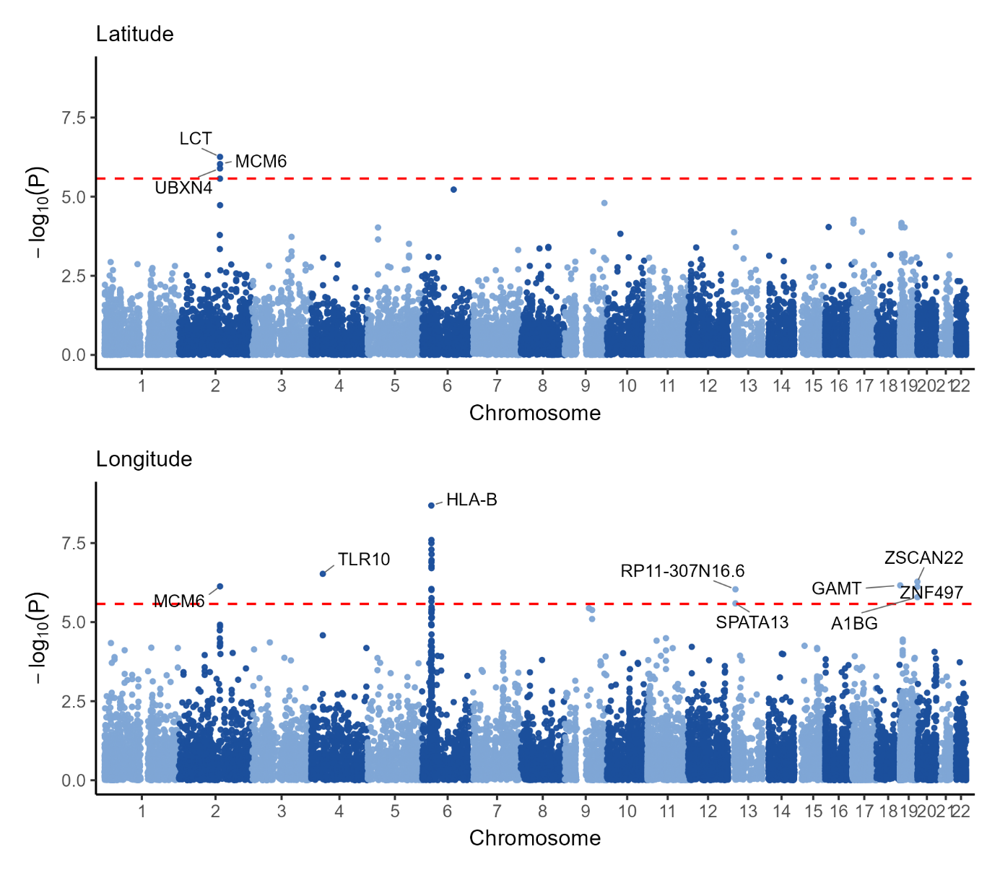 Latitude
7.5
LCT
MCM6
UBXN4
5.0
2.5
0.0
− log10(P)
1 2 3 4 5 6 7 8 9 10 11 12 13 14 15 16 17 18 19 20 21 22
Chromosome
Longitude
HLA-B
7.5
TLR10
ZSCAN22
RP11-307N16.6
GAMT
ZNF497
MCM6
5.0
SPATA13
A1BG
2.5
0.0
− log10(P)
1 2 3 4 5 6 7 8 9 10 11 12 13 14 15 16 17 18 19 20 21 22
Chromosome